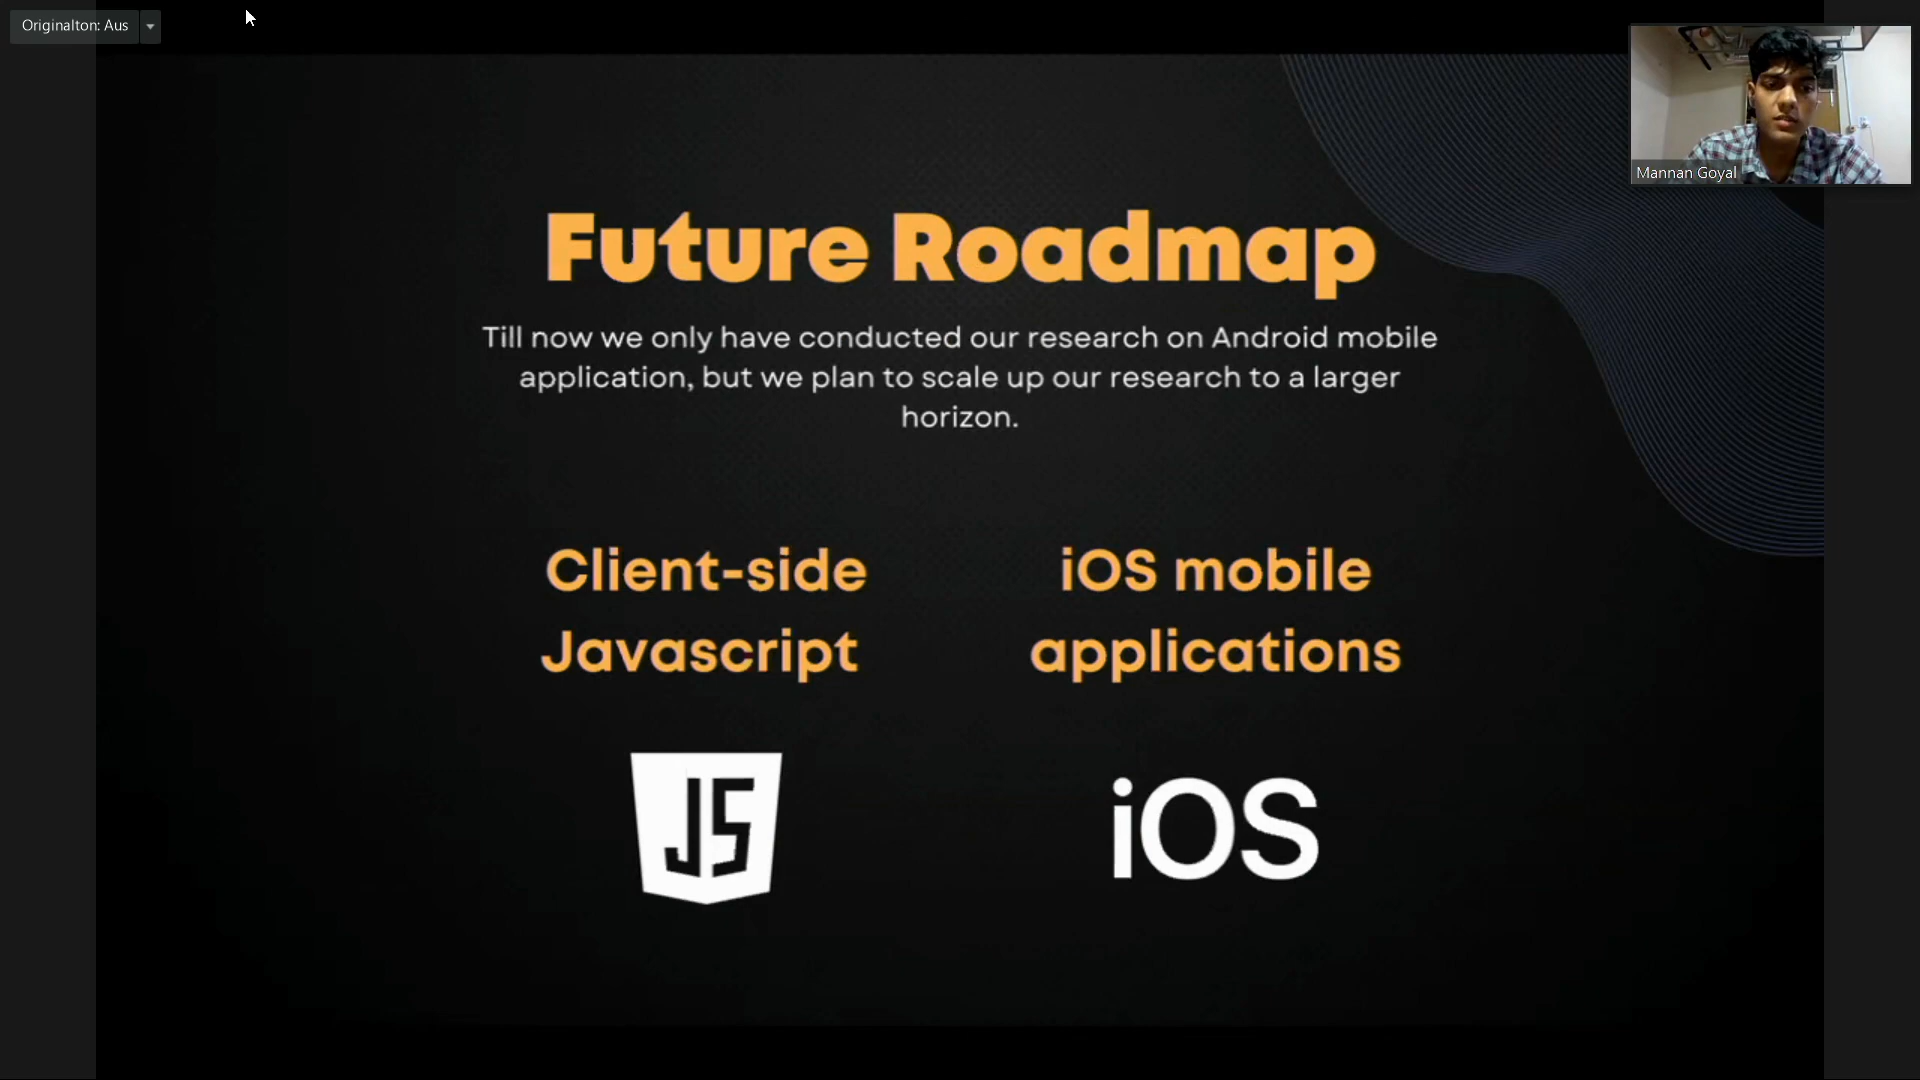 Originalton: Aus
Mannan Goyal
Future Roadmap
Till now we only have conducted our research on Android mobile
application, but we plan to scale up our research to a larger
horizon.
Client-side
Javascript
iOS mobile
applications
JS
iOS